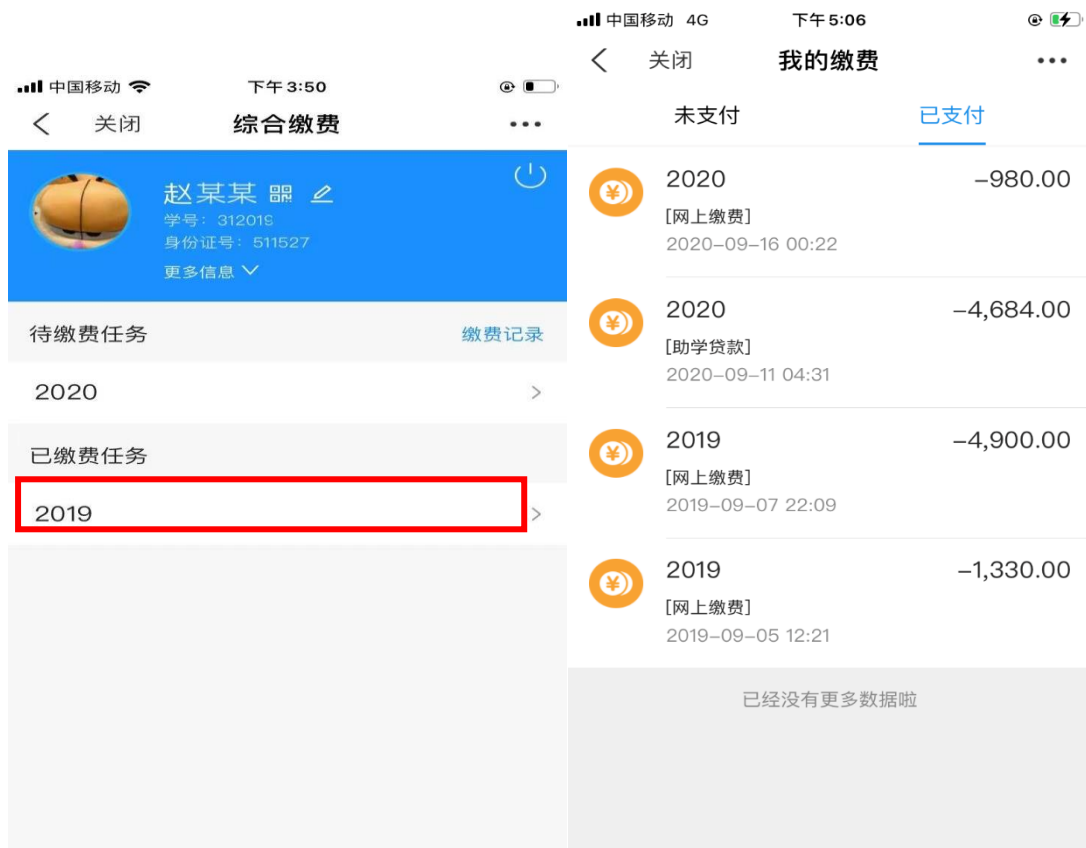 中国移动 下午3:50
关闭 综合缴费
赵某某
学号：312019
身份证号：511527
更多信息
待缴费任务 缴费记录
2020
已缴费任务
2019
中国移动 4G 下午5:06
关闭 我的缴费
未支付 已支付
2020 -980.00
[网上缴费]
2020-09-16 00:22
2020 -4,684.00
[助学贷款]
2020-09-11 04:31
2019 -4,900.00
[网上缴费]
2019-09-07 22:09
2019 -1,330.00
[网上缴费]
2019-09-05 12:21
已经没有更多数据啦